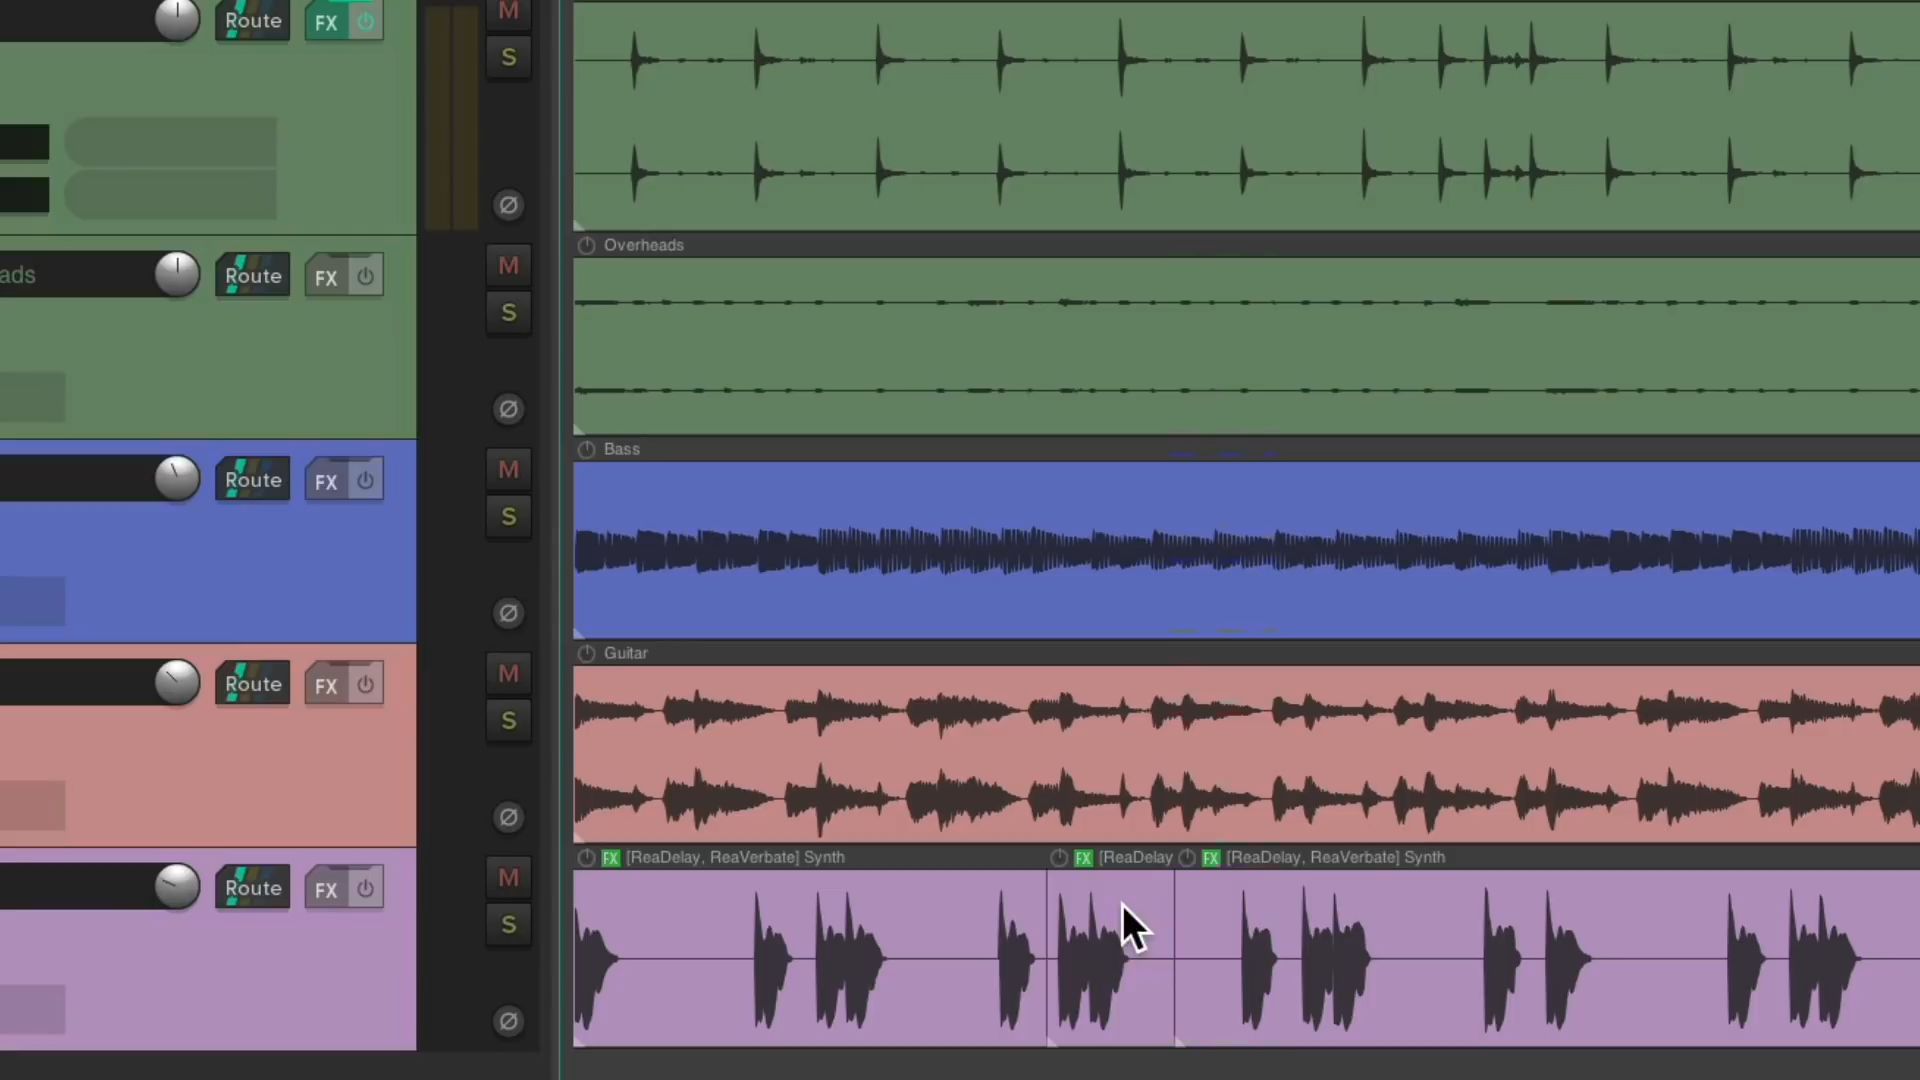 Route FX M
S
Ø
Overheads
ads Route FX M
S
Ø
Bass
Route FX M
S
Ø
Guitar
Route FX M
S
Ø
FX [ReaDelay, ReaVerbate] Synth FX [ReaDelay FX [ReaDelay, ReaVerbate] Synth
Route FX M
S
Ø